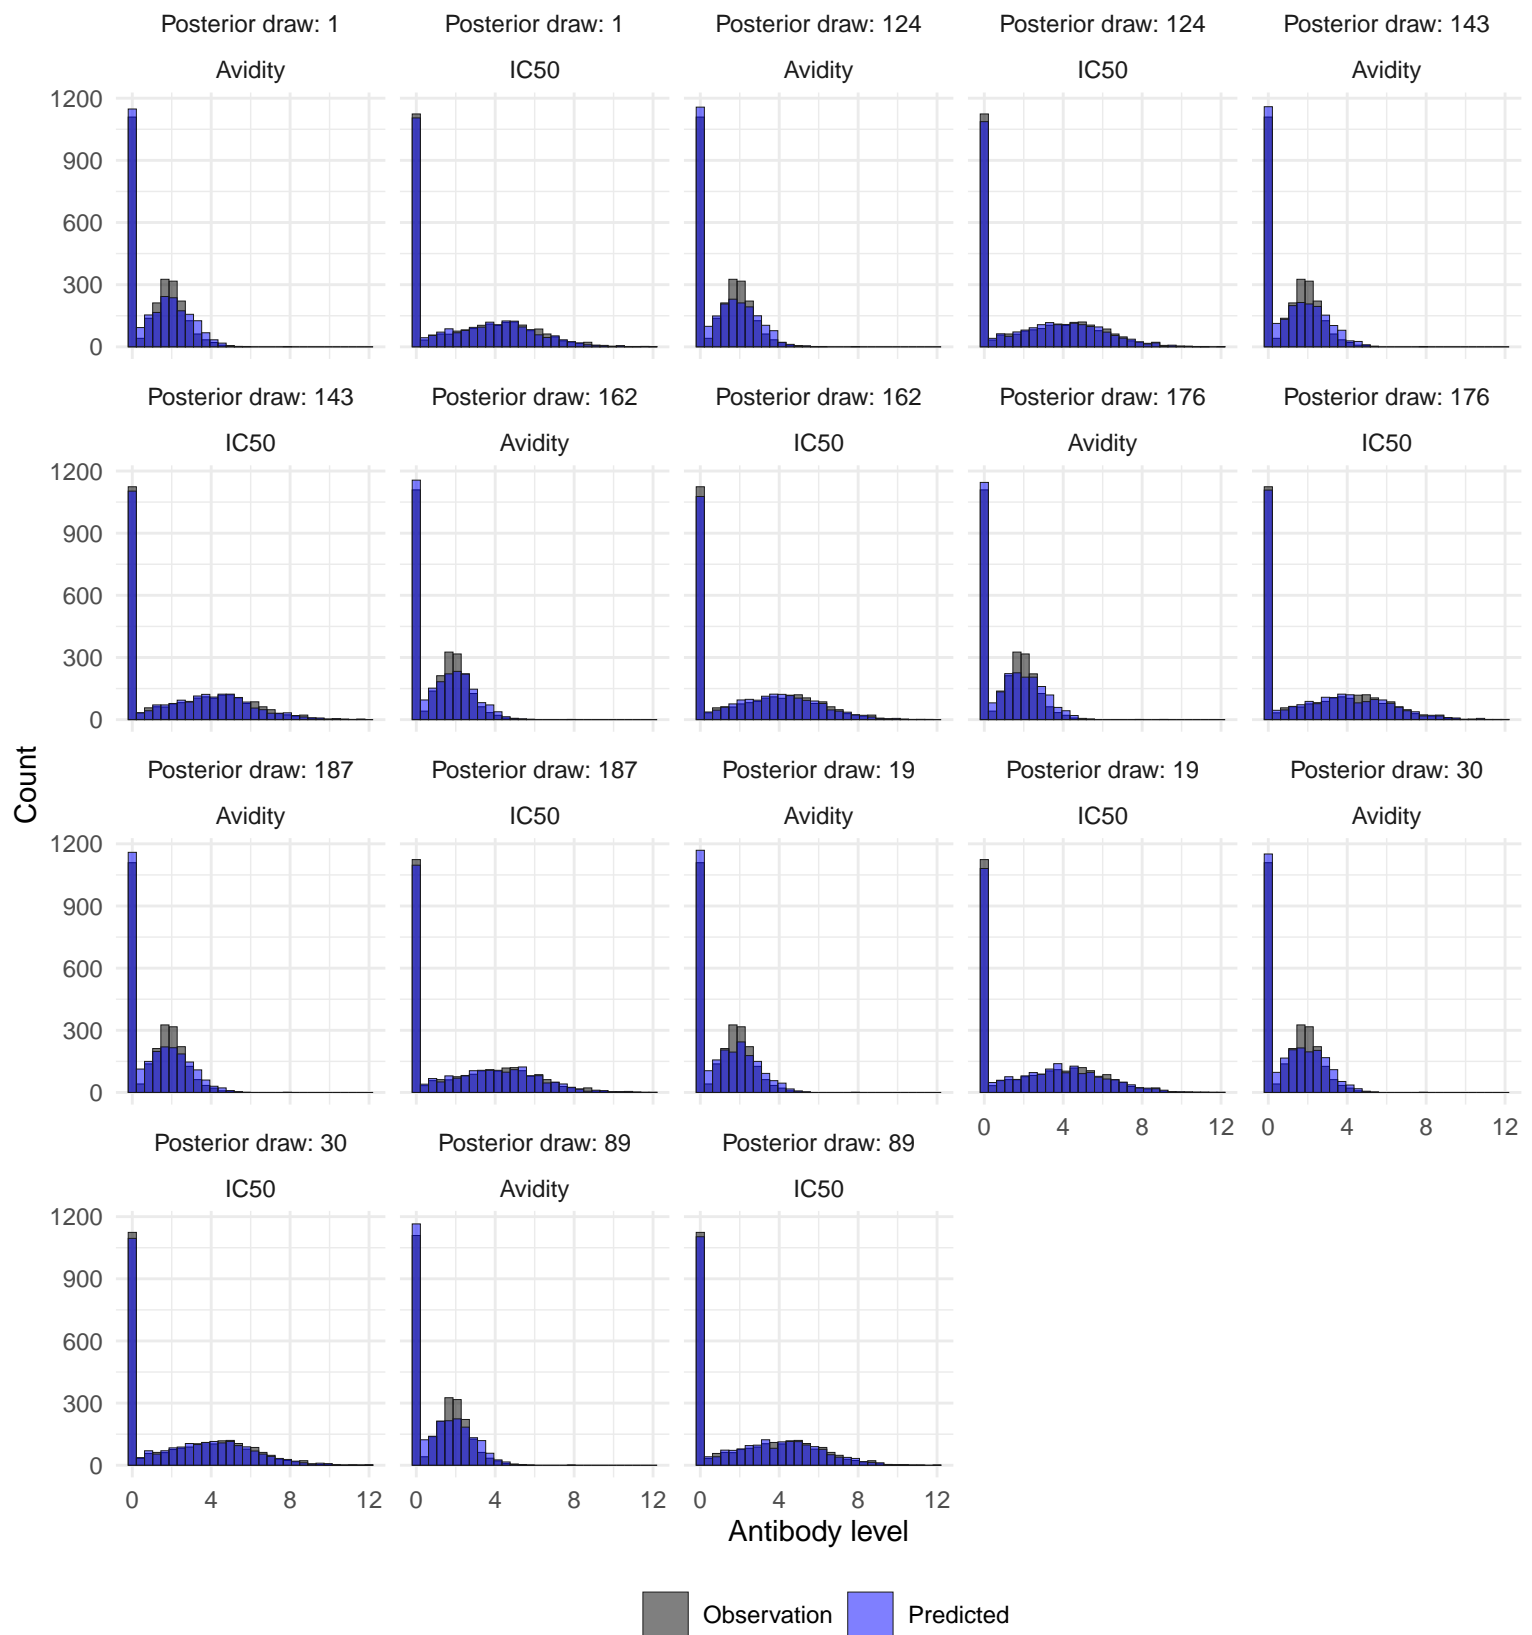 Posterior draw: 1 Posterior draw: 1 Posterior draw: 124 Posterior draw: 124 Posterior draw: 143
Avidity IC50 Avidity IC50 Avidity
1200
900
600
300
0
Posterior draw: 143 Posterior draw: 162 Posterior draw: 162 Posterior draw: 176 Posterior draw: 176
IC50 Avidity IC50 Avidity IC50
1200
900
600
300
0
Count
Posterior draw: 187 Posterior draw: 187 Posterior draw: 19 Posterior draw: 19 Posterior draw: 30
Avidity IC50 Avidity IC50 Avidity
1200
900
600
300
0
0 4 8 12 0 4 8 12
Posterior draw: 30 Posterior draw: 89 Posterior draw: 89
IC50 Avidity IC50
1200
900
600
300
0
0 4 8 12 0 4 8 12 0 4 8 12
Antibody level
Observation Predicted